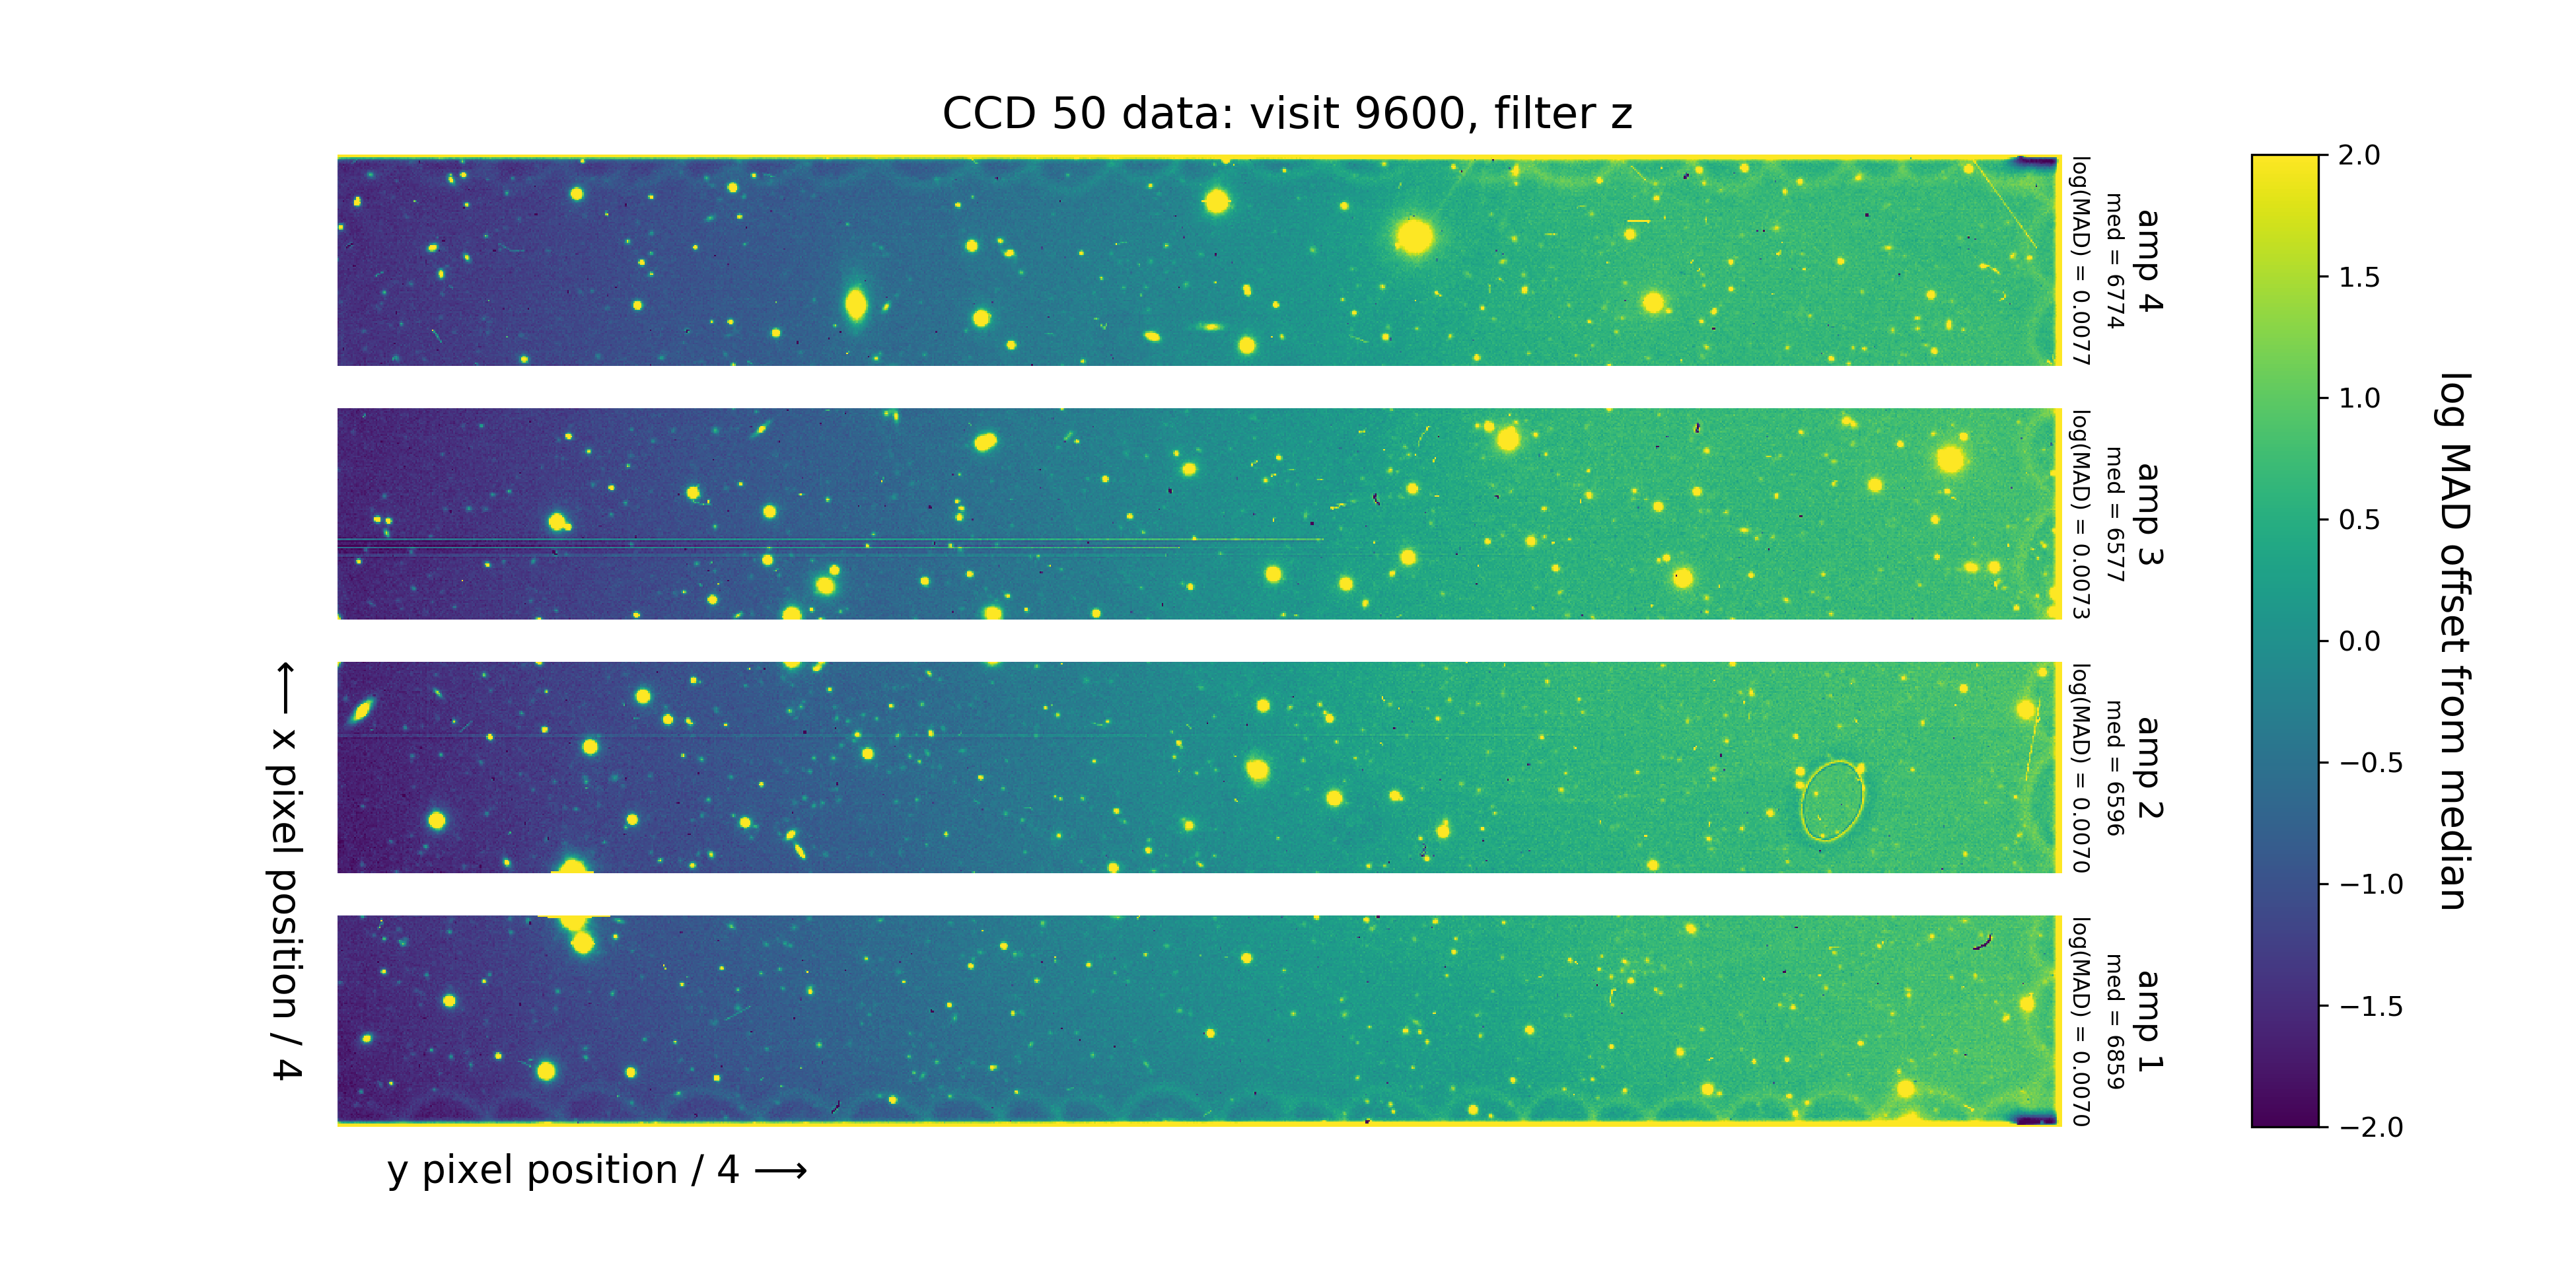 CCD 50 data: visit 9600, filter z
amp 4
med = 6774
log(MAD) = 0.0077
amp 3
med = 6577
log(MAD) = 0.0073
amp 2
med = 6596
log(MAD) = 0.0070
amp 1
med = 6859
log(MAD) = 0.0070
⟵ x pixel position / 4
y pixel position / 4 ⟶
2.0
1.5
1.0
0.5
0.0
−0.5
−1.0
−1.5
−2.0
log MAD offset from median